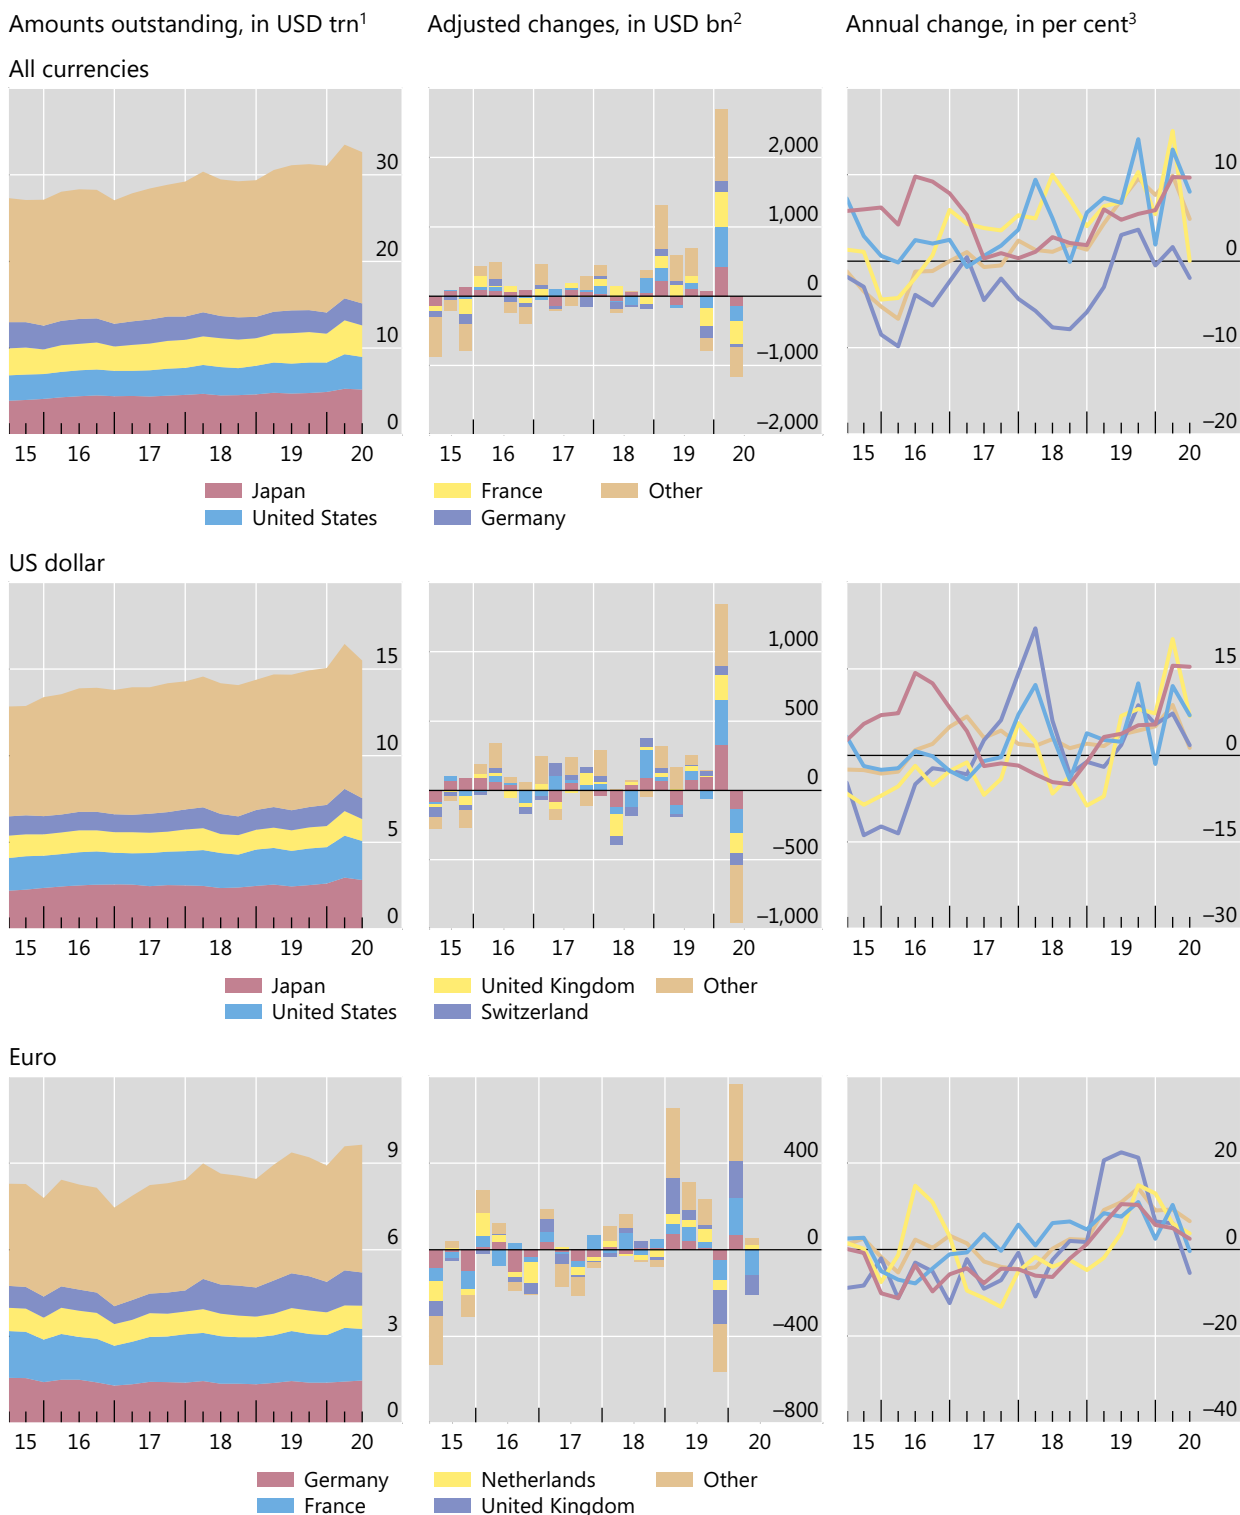 Amounts outstanding, in USD trn1 Adjusted changes, in USD bn2 Annual change, in per cent3
All currencies
30
20
10
0
15 16 17 18 19 20
2,000
1,000
0
–1,000
–2,000
15 16 17 18 19 20
10
0
–10
–20
15 16 17 18 19 20
Japan France Other
United States Germany
US dollar
15
10
5
0
15 16 17 18 19 20
1,000
500
0
–500
–1,000
15 16 17 18 19 20
15
0
–15
–30
15 16 17 18 19 20
Japan United Kingdom Other
United States Switzerland
Euro
9
6
3
0
15 16 17 18 19 20
400
0
–400
–800
15 16 17 18 19 20
20
0
–20
–40
15 16 17 18 19 20
Germany Netherlands Other
France United Kingdom